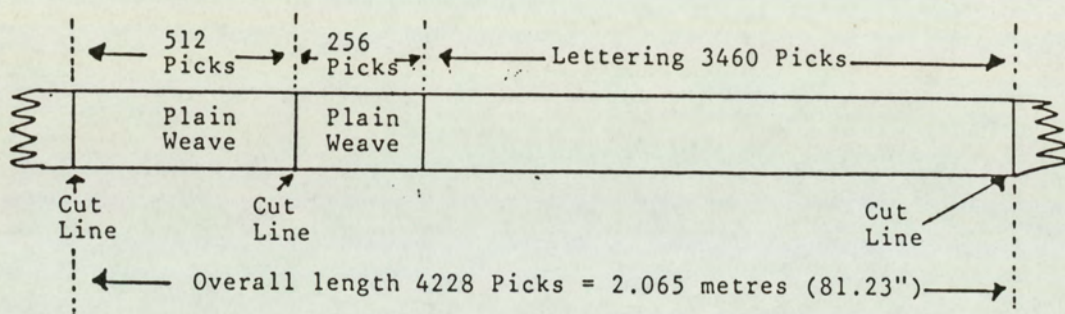 512
Picks
256
Picks
Lettering 3460 Picks
Plain
Weave
Plain
Weave
Cut
Line
Cut
Line
Cut
Line
Overall length 4228 Picks = 2.065 metres (81.23")